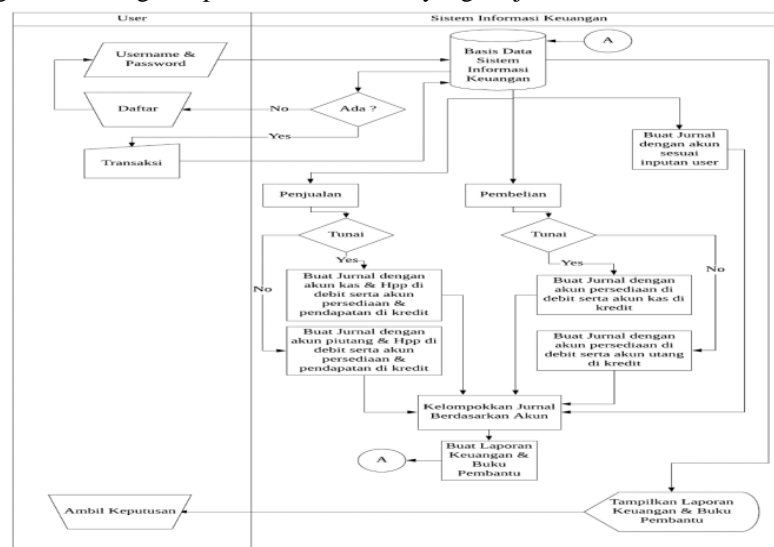 User
Sistem Informasi Keuangan
Username &
Password
Basis Data
Sistem
Informasi
Keuangan
A
Daftar
No
Ada ?
Yes
Transaksi
Buat Jurnal
dengan akun
sesuai
inputan user
Penjualan
Pembelian
Tunai
Tunai
Yes
Yes
No
No
Buat Jurnal dengan
akun kas & Hpp di
debit serta akun
persediaan &
pendapatan di kredit
Buat Jurnal dengan
akun persediaan di
debit serta akun kas di
kredit
Buat Jurnal dengan
akun piutang & Hpp di
debit serta akun
persediaan &
pendapatan di kredit
Buat Jurnal dengan
akun persediaan di
debit serta akun utang
di kredit
Kelompokkan Jurnal
Berdasarkan Akun
A
Buat Laporan
Keuangan &
Buku
Pembantu
Ambil Keputusan
Tampilkan Laporan
Keuangan & Buku
Pembantu